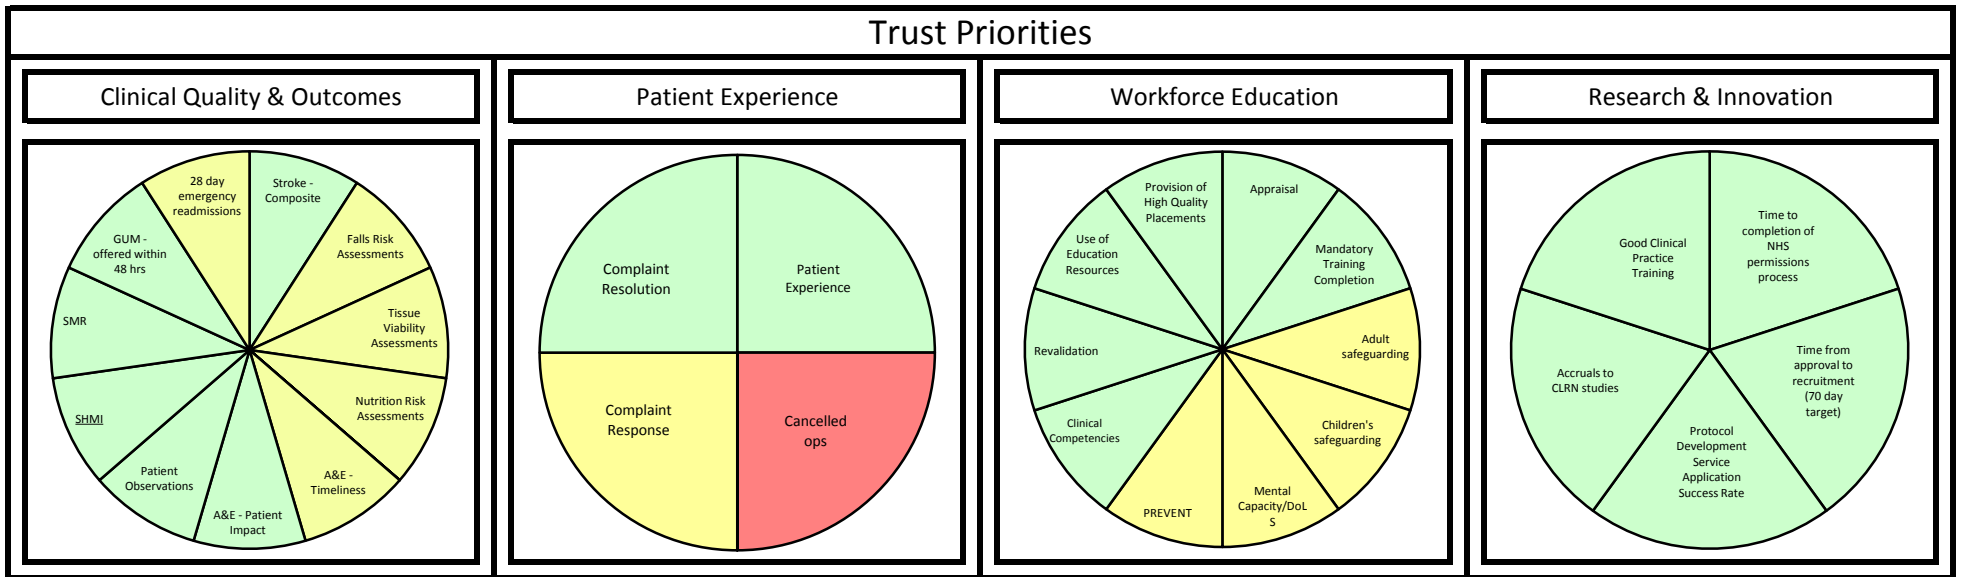 Trust Priorities
Clinical Quality & Outcomes
28 day
emergency
readmissions
Stroke -
Composite
Falls Risk
Assessments
Tissue
Viability
Assessments
Nutrition Risk
Assessments
A&E -
Timeliness
A&E - Patient
Impact
Patient
Observations
SHMI
SMR
GUM -
offered within
48 hrs
Patient Experience
Complaint
Resolution
Patient
Experience
Complaint
Response
Cancelled
ops
Workforce Education
Provision of
High Quality
Placements
Appraisal
Mandatory
Training
Completion
Adult
safeguarding
Children's
safeguarding
Mental
Capacity/DoL
S
PREVENT
Clinical
Competencies
Revalidation
Use of
Education
Resources
Research & Innovation
Good Clinical
Practice
Training
Time to
completion of
NHS
permissions
process
Time from
approval to
recruitment
(70 day
target)
Protocol
Development
Service
Application
Success Rate
Accruals to
CLRN studies